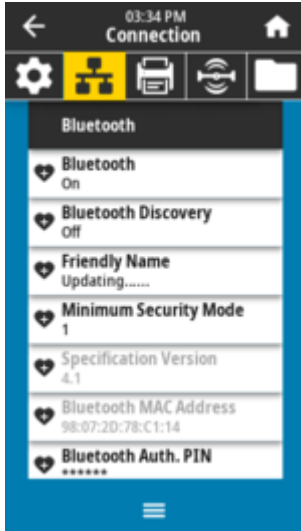 03:34 PM
Connection
Bluetooth
Bluetooth
On
Bluetooth Discovery
Off
Friendly Name
Updating......
Minimum Security Mode
1
Specification Version
4.1
Bluetooth MAC Address
98:07:2D:78:C1:14
Bluetooth Auth. PIN
******